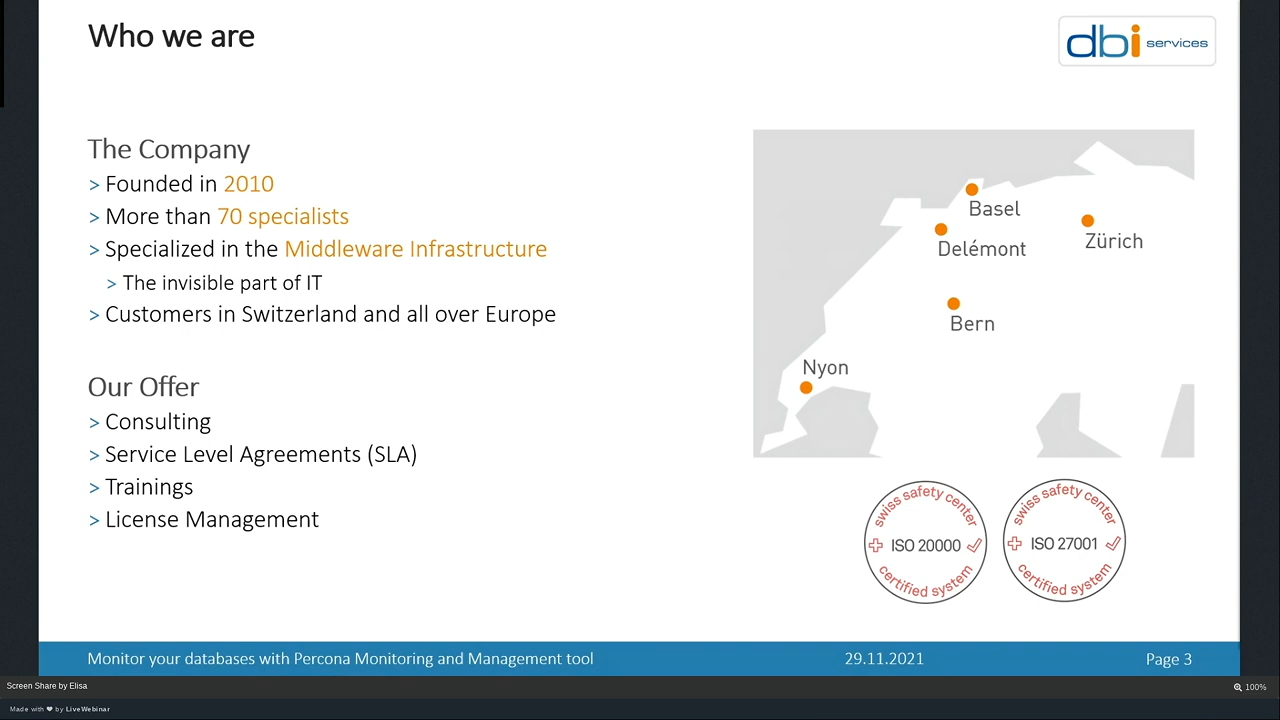 Who we are
dbi services
The Company
> Founded in 2010
> More than 70 specialists
> Specialized in the Middleware Infrastructure
> The invisible part of IT
> Customers in Switzerland and all over Europe
Our Offer
> Consulting
> Service Level Agreements (SLA)
> Trainings
> License Management
Basel
Delémont
Zürich
Bern
Nyon
swiss safety center
ISO 20000
certified system
swiss safety center
ISO 27001
certified system
Monitor your databases with Percona Monitoring and Management tool
29.11.2021
Page 3
Screen Share by Elisa
100%
Made with ❤ by LiveWebinar